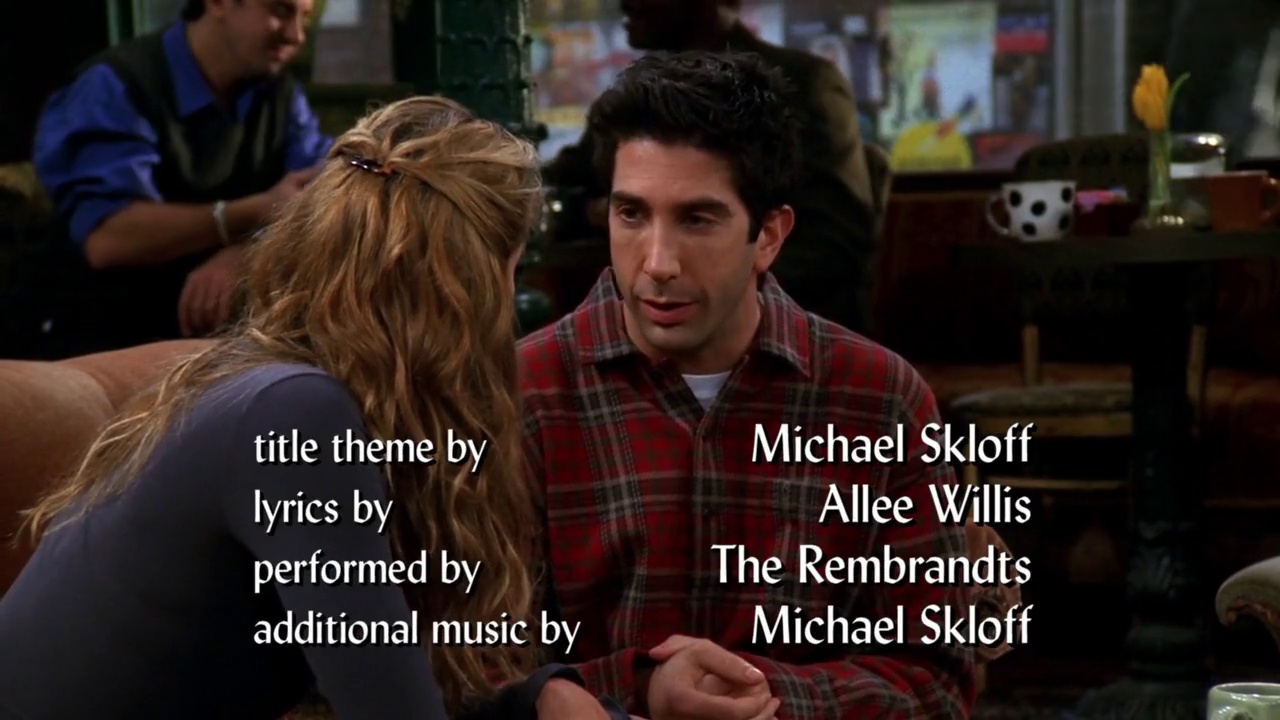 title theme by Michael Skloff
lyrics by Allee Willis
performed by The Rembrandts
additional music by Michael Skloff